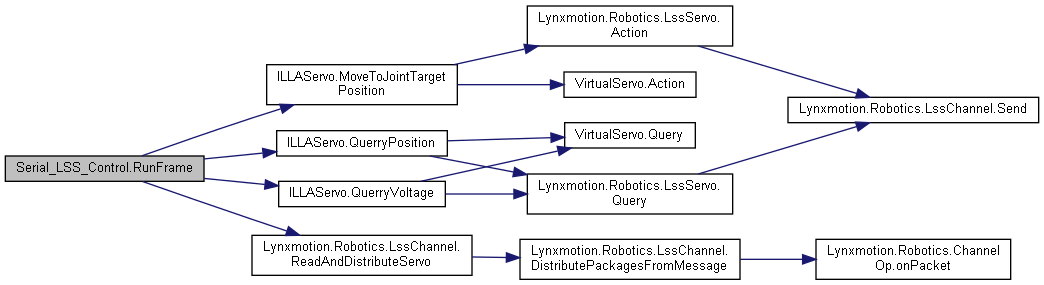 Lynxmotion.Robotics.LssServo.
Action
ILLAServo.MoveToJointTarget
Position
VirtualServo.Action
Lynxmotion.Robotics.LssChannel.Send
ILLAServo.QuerryPosition
VirtualServo.Query
Serial_LSS_Control.RunFrame
ILLAServo.QuerryVoltage
Lynxmotion.Robotics.LssServo.
Query
Lynxmotion.Robotics.LssChannel.
ReadAndDistributeServo
Lynxmotion.Robotics.LssChannel.
DistributePackagesFromMessage
Lynxmotion.Robotics.Channel
Op.onPacket